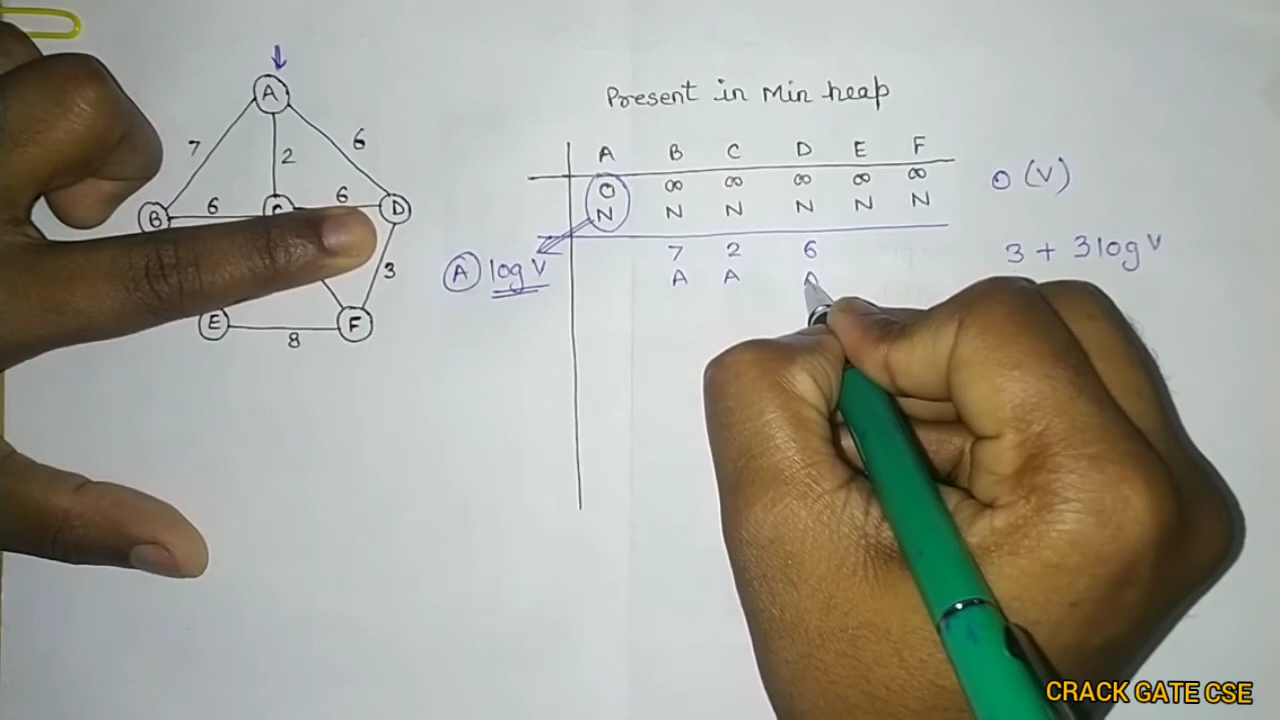 Present in Min heap
A B C D E F
0 ∞ ∞ ∞ ∞ ∞
N N N N N N
O(V)
7 2 6
A A A
A log V
3 + 3 log V
A
7 2 6
B 6 6 D
3
E 8 F
CRACK GATE CSE